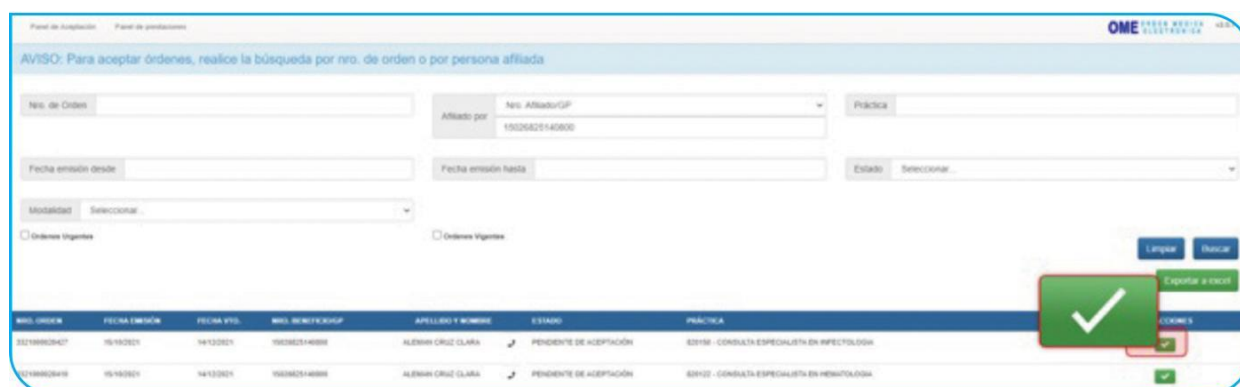 Panel de Aceptación Panel de prestaciones
OME ORDEN MEDICA
ELECTRONICA
AVISO: Para aceptar órdenes, realice la búsqueda por nro. de orden o por persona afiliada
Nro. de Orden Afiliado por Nro. Afiliado/GP Práctica
15026825140800
Fecha emisión desde Fecha emisión hasta Estado Seleccionar...
Modalidad Seleccionar...
Ordenes Urgentes Ordenes Vigentes
Limpiar Buscar
Exportar a excel
NRO. ORDEN FECHA EMISIÓN FECHA VTO. NRO. BENEFICIO/GP APELLIDO Y NOMBRE ESTADO PRÁCTICA
15/10/2021 14/12/2021 15026825140800 ALEMAN CRUZ CLARA PENDIENTE DE ACEPTACIÓN CONSULTA ESPECIALISTA EN INFECTOLOGIA
15/10/2021 14/12/2021 15026825140800 ALEMAN CRUZ CLARA PENDIENTE DE ACEPTACIÓN CONSULTA ESPECIALISTA EN HEMATOLOGIA